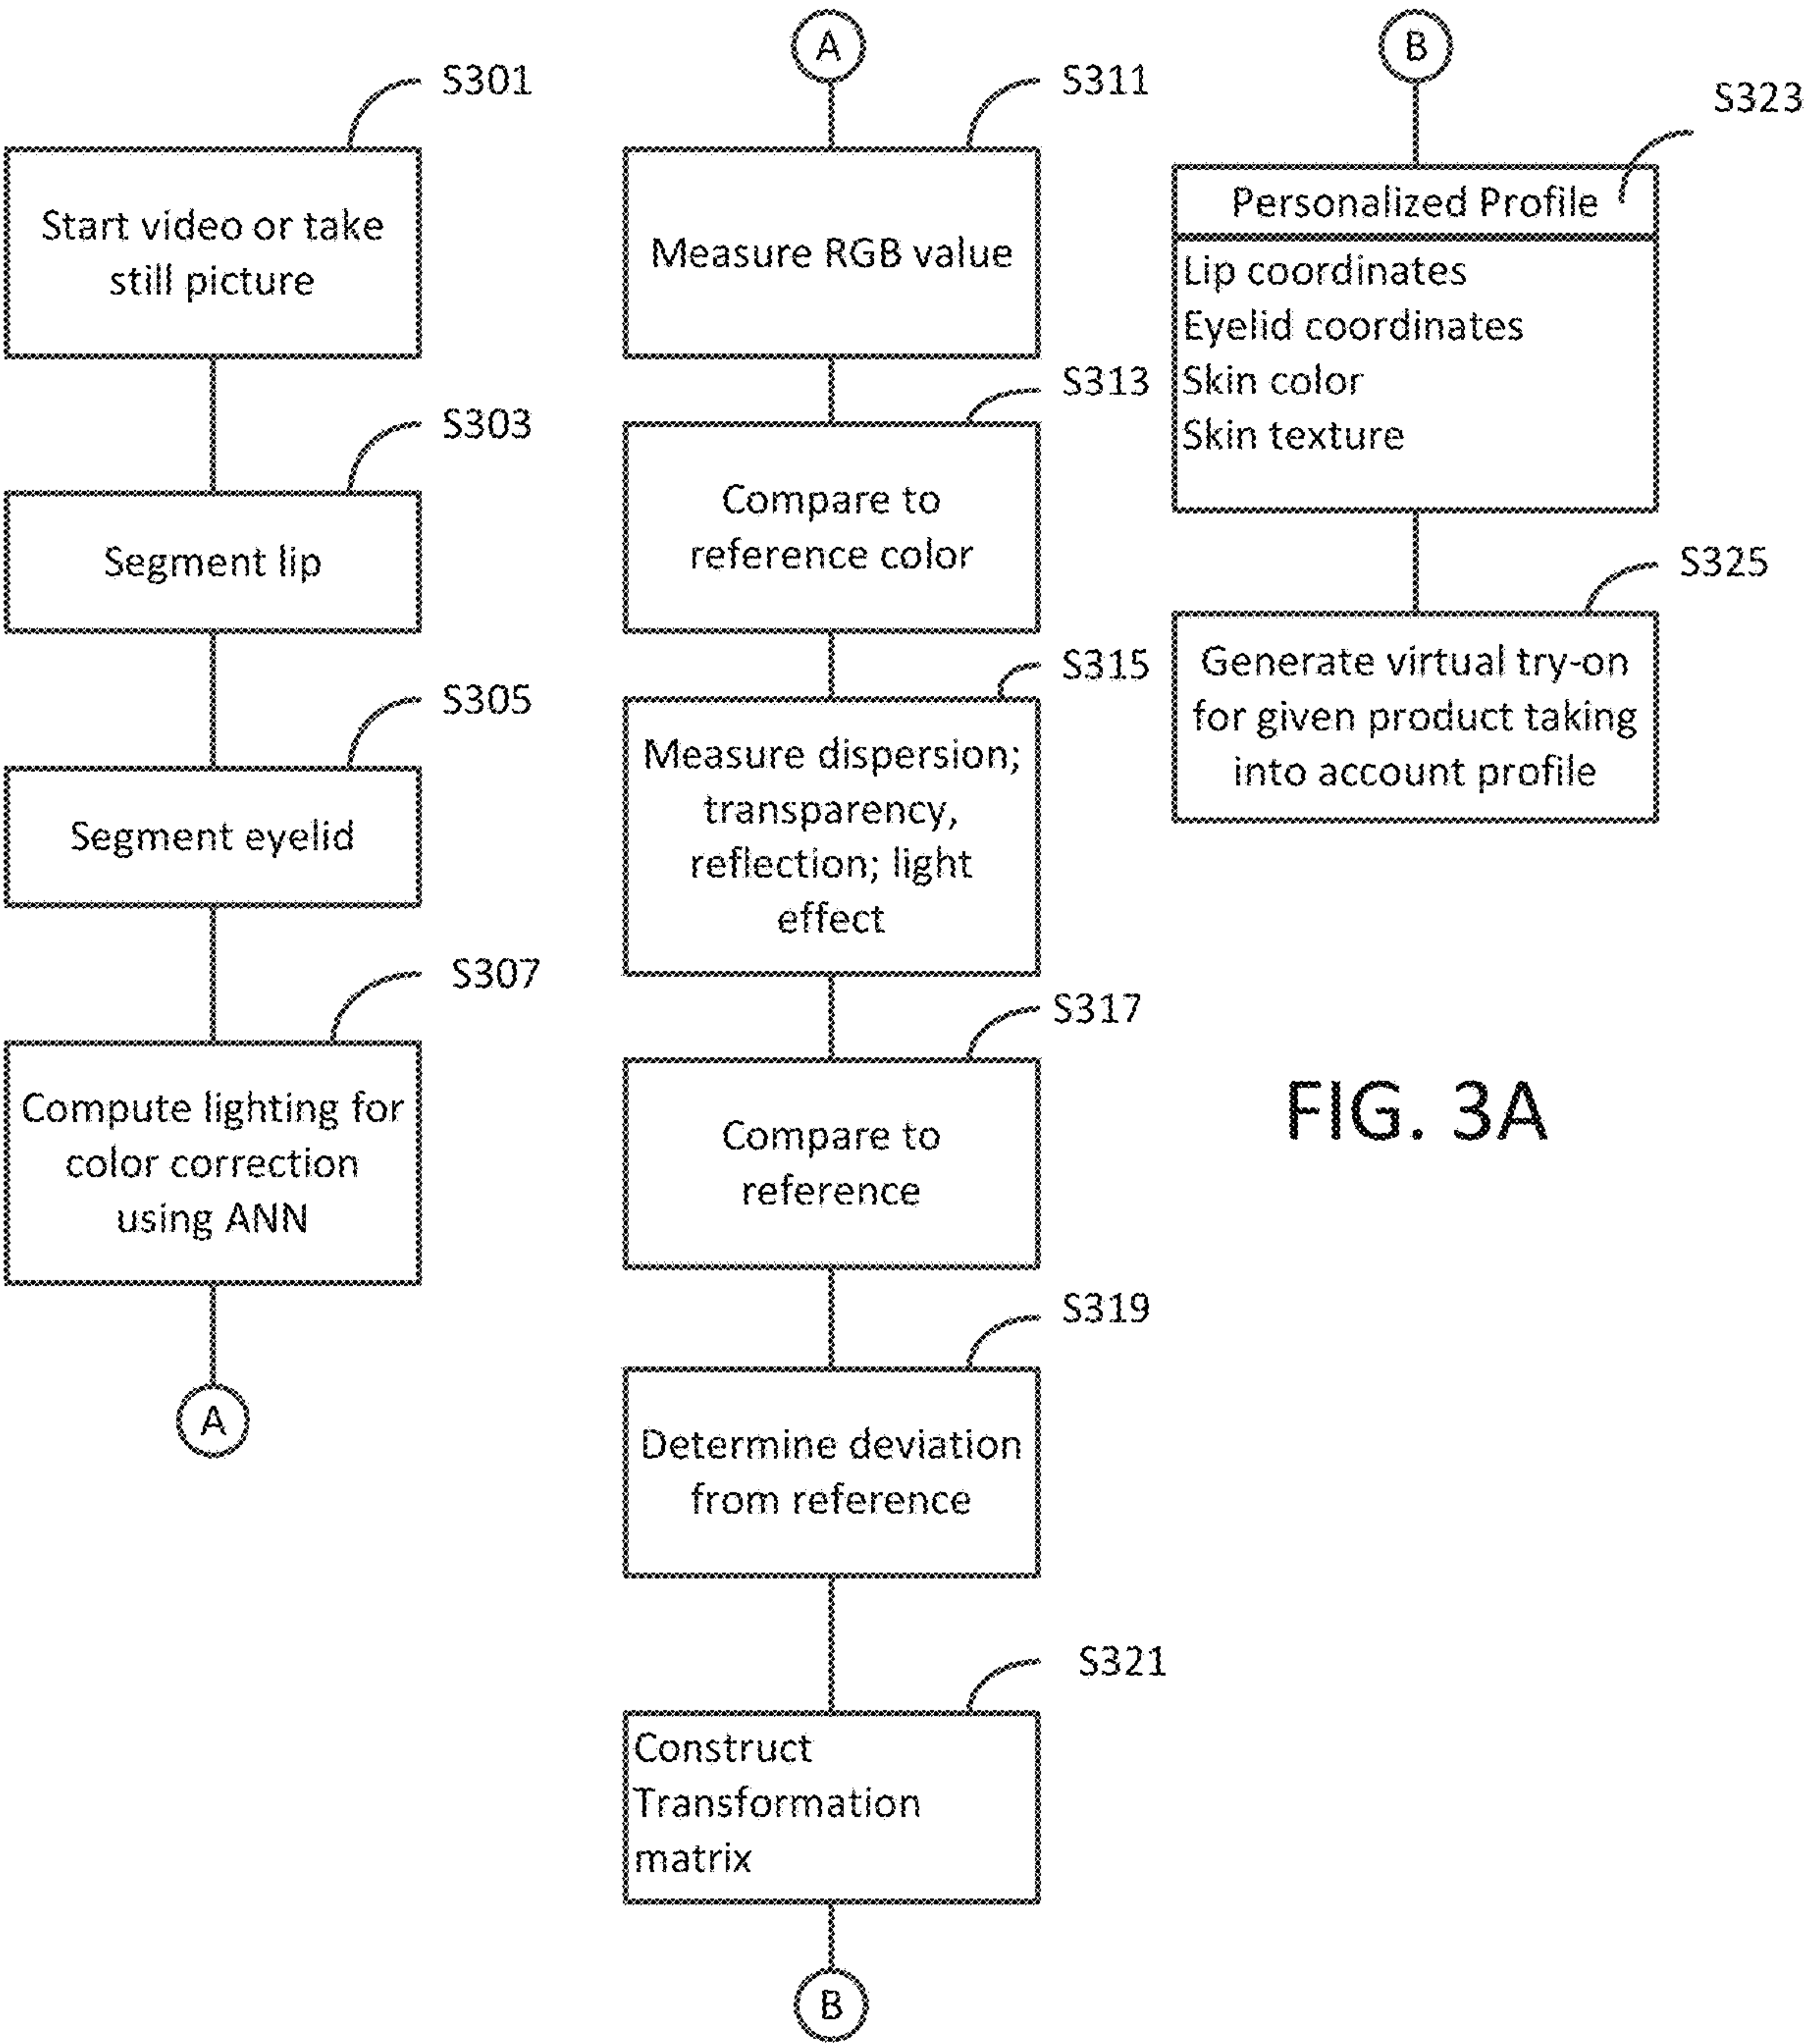 S301
Start video or take
still picture
S303
Segment lip
S305
Segment eyelid
S307
Compute lighting for
color correction
using ANN
A
A
S311
Measure RGB value
S313
Compare to
reference color
S315
Measure dispersion;
transparency,
reflection; light
effect
S317
Compare to
reference
S319
Determine deviation
from reference
S321
Construct
Transformation
matrix
B
B
S323
Personalized Profile
Lip coordinates
Eyelid coordinates
Skin color
Skin texture
S325
Generate virtual try-on
for given product taking
into account profile
FIG. 3A